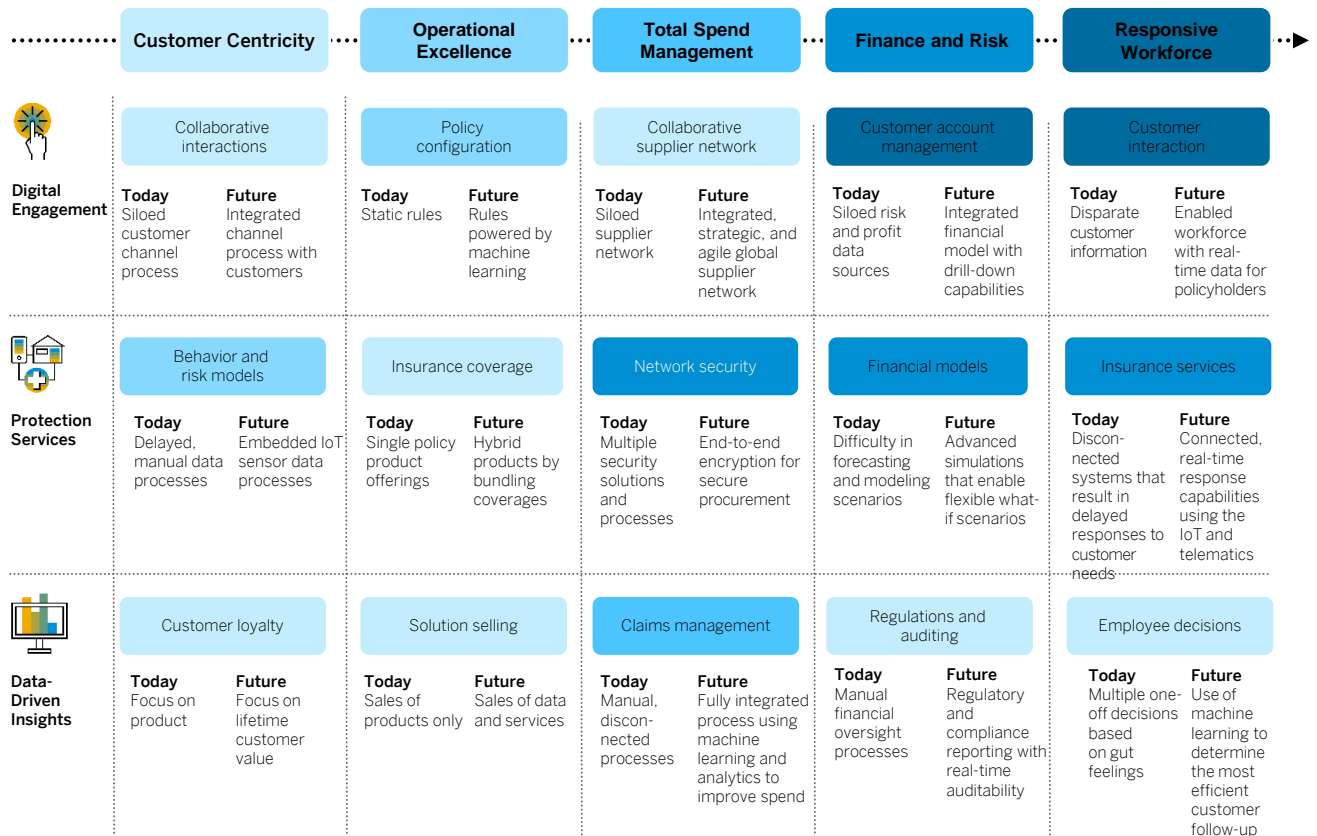 Customer Centricity
Operational
Excellence
Total Spend
Management
Finance and Risk
Responsive
Workforce
Digital
Engagement
Collaborative
interactions
Today
Siloed
customer
channel
process
Future
Integrated
channel
process with
customers
Policy
configuration
Today
Static rules
Future
Rules
powered by
machine
learning
Collaborative
supplier network
Today
Siloed
supplier
network
Future
Integrated,
strategic, and
agile global
supplier
network
Customer account
management
Today
Siloed risk
and profit
data
sources
Future
Integrated
financial
model with
drill-down
capabilities
Customer
interaction
Today
Disparate
customer
information
Future
Enabled
workforce
with real-
time data for
policyholders
Protection
Services
Behavior and
risk models
Today
Delayed,
manual data
processes
Future
Embedded IoT
sensor data
processes
Insurance coverage
Today
Single policy
product
offerings
Future
Hybrid
products by
bundling
coverages
Network security
Today
Multiple
security
solutions
and
processes
Future
End-to-end
encryption for
secure
procurement
Financial models
Today
Difficulty in
forecasting
and modeling
scenarios
Future
Advanced
simulations
that enable
flexible what-
if scenarios
Insurance services
Today
Discon-
nected
systems that
result in
delayed
responses to
customer
needs
Future
Connected,
real-time
response
capabilities
using the
IoT and
telematics
Data-
Driven
Insights
Customer loyalty
Today
Focus on
product
Future
Focus on
lifetime
customer
value
Solution selling
Today
Sales of
products only
Future
Sales of data
and services
Claims management
Today
Manual,
discon-
nected
processes
Future
Fully integrated
process using
machine
learning and
analytics to
improve spend
Regulations and
auditing
Today
Manual
financial
oversight
processes
Future
Regulatory
and
compliance
reporting with
real-time
auditability
Employee decisions
Today
Multiple one-
off decisions
based
on gut
feelings
Future
Use of
machine
learning to
determine
the most
efficient
customer
follow-up